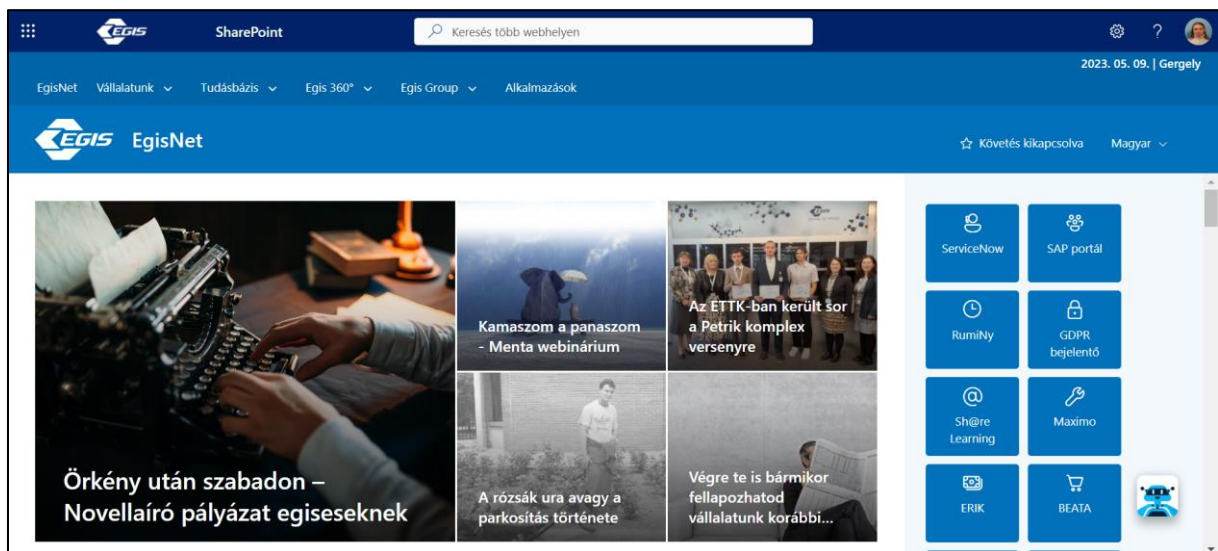 EGIS
SharePoint
Keresés több webhelyen
?
2023. 05. 09. | Gergely
EgisNet Vállalatunk Tudásbázis Egis 360° Egis Group Alkalmazások
EGIS EgisNet
Követés kikapcsolva Magyar
Örkény után szabadon –
Novellaíró pályázat egiseseknek
Kamaszom a panaszom
- Menta webinárium
EGIS
Az ETTK-ban került sor
a Petrik komplex
versenyre
A rózsák ura avagy a
parkosítás története
Végre te is bármikor
fellapozhatod
vállalatunk korábbi...
ServiceNow
SAP portál
RumiNy
GDPR
bejelentő
Sh@re
Learning
Maximo
ERIK
BEATA